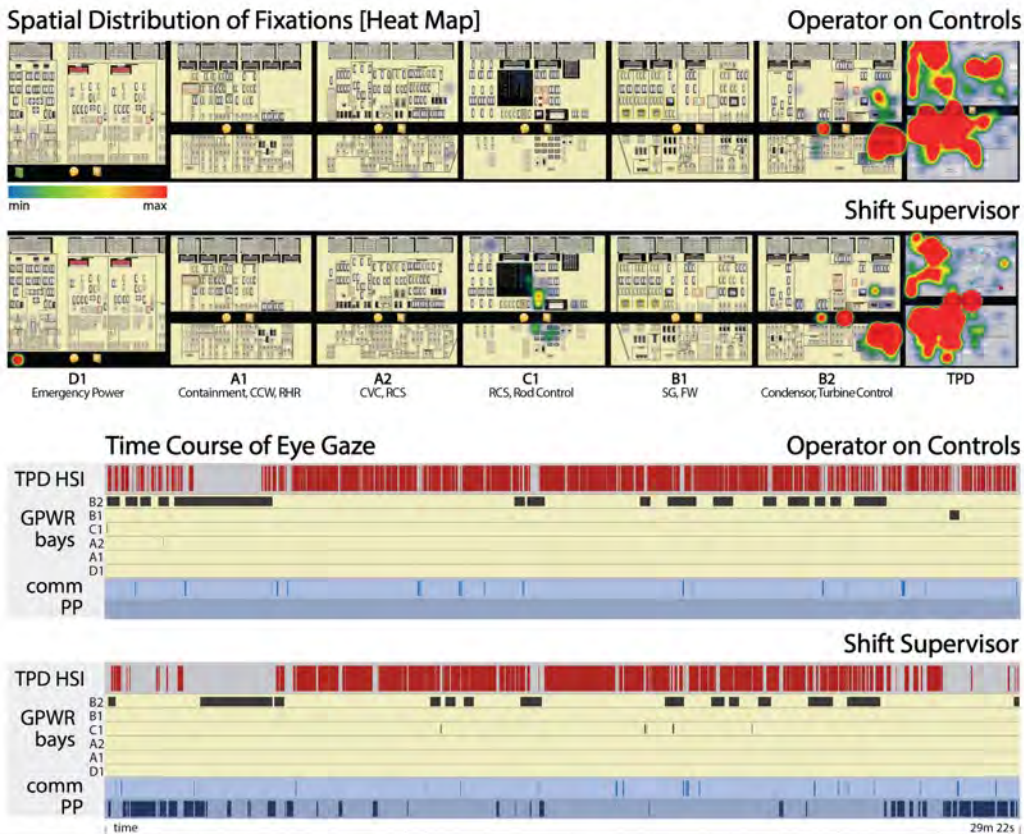 Spatial Distribution of Fixations [Heat Map]
Operator on Controls
min
max
Shift Supervisor
D1
Emergency Power
A1
Containment, CCW, RHR
A2
CVC, RCS
C1
RCS, Rod Control
B1
SG, FW
B2
Condensor, Turbine Control
TPD
Time Course of Eye Gaze
Operator on Controls
TPD HSI
GPWR
bays
B2
B1
C1
A2
A1
D1
comm
PP
Shift Supervisor
TPD HSI
GPWR
bays
B2
B1
C1
A2
A1
D1
comm
PP
time
29m 22s